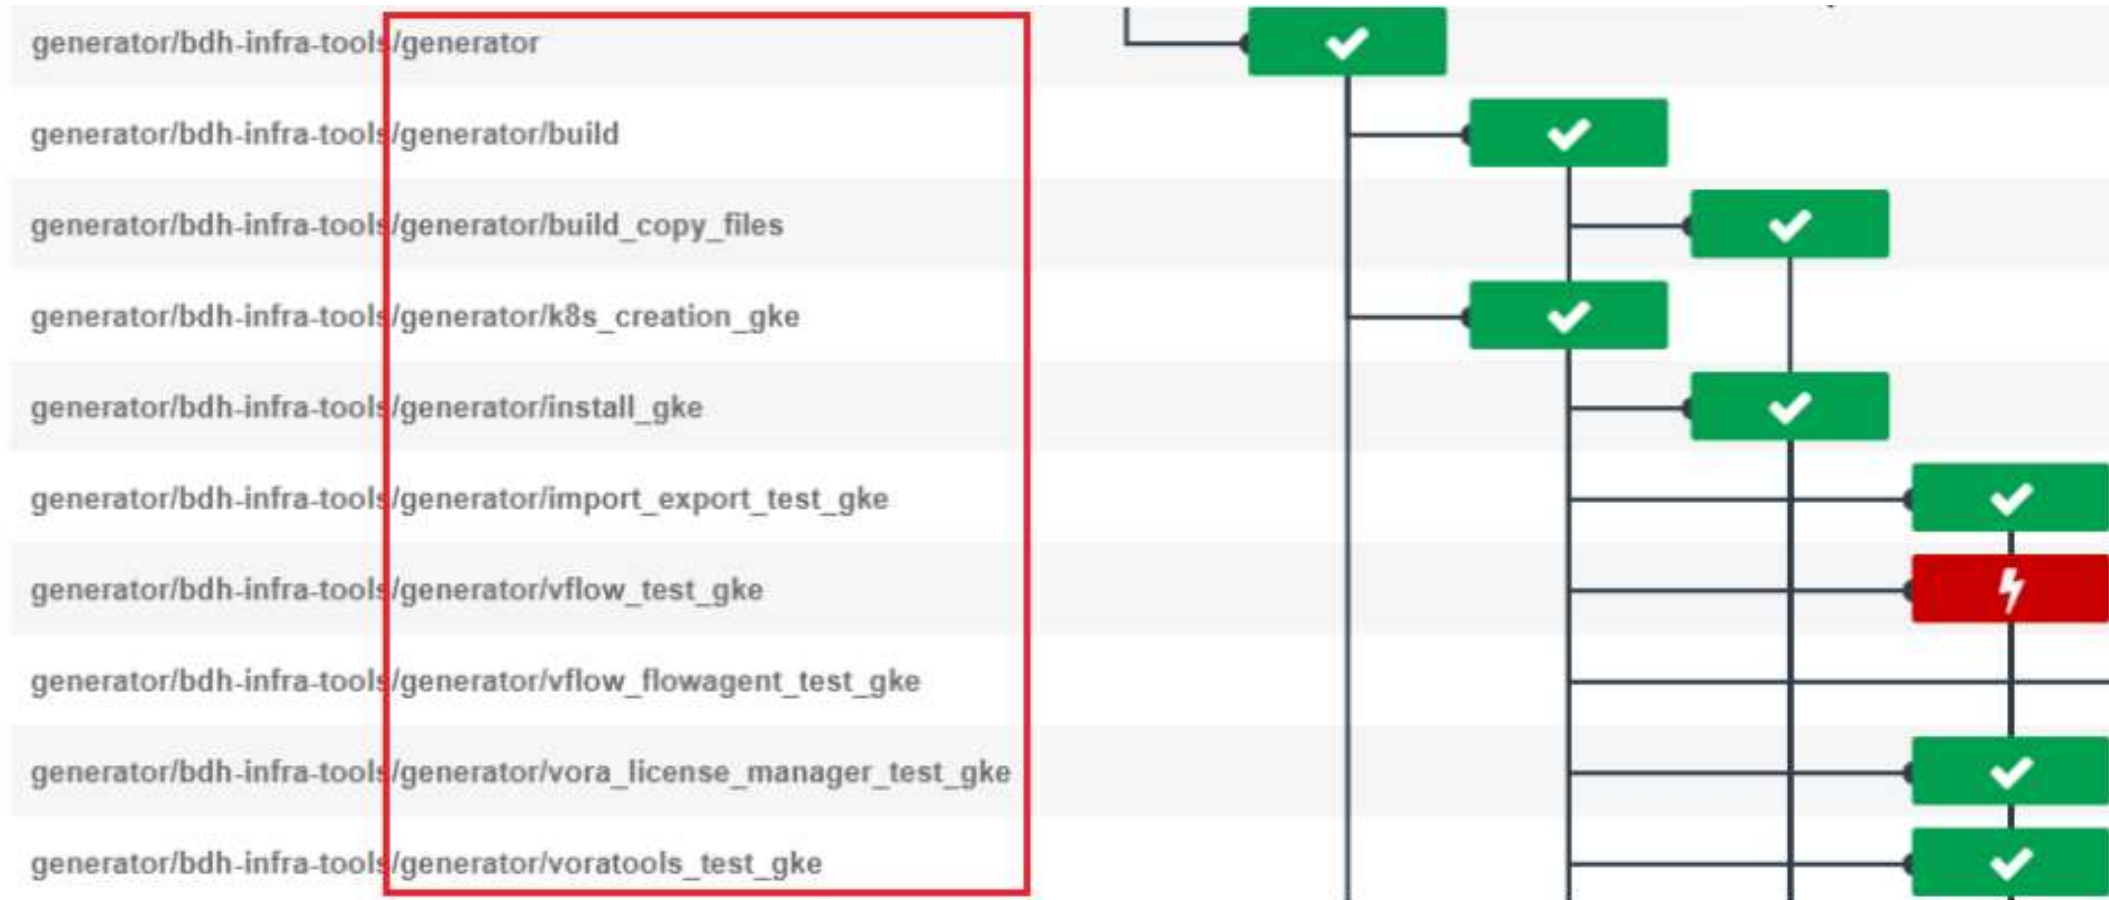 generator/bdh-infra-tools/generator
generator/bdh-infra-tools/generator/build
generator/bdh-infra-tools/generator/build_copy_files
generator/bdh-infra-tools/generator/k8s_creation_gke
generator/bdh-infra-tools/generator/install_gke
generator/bdh-infra-tools/generator/import_export_test_gke
generator/bdh-infra-tools/generator/vflow_test_gke
generator/bdh-infra-tools/generator/vflow_flowagent_test_gke
generator/bdh-infra-tools/generator/vora_license_manager_test_gke
generator/bdh-infra-tools/generator/voratools_test_gke